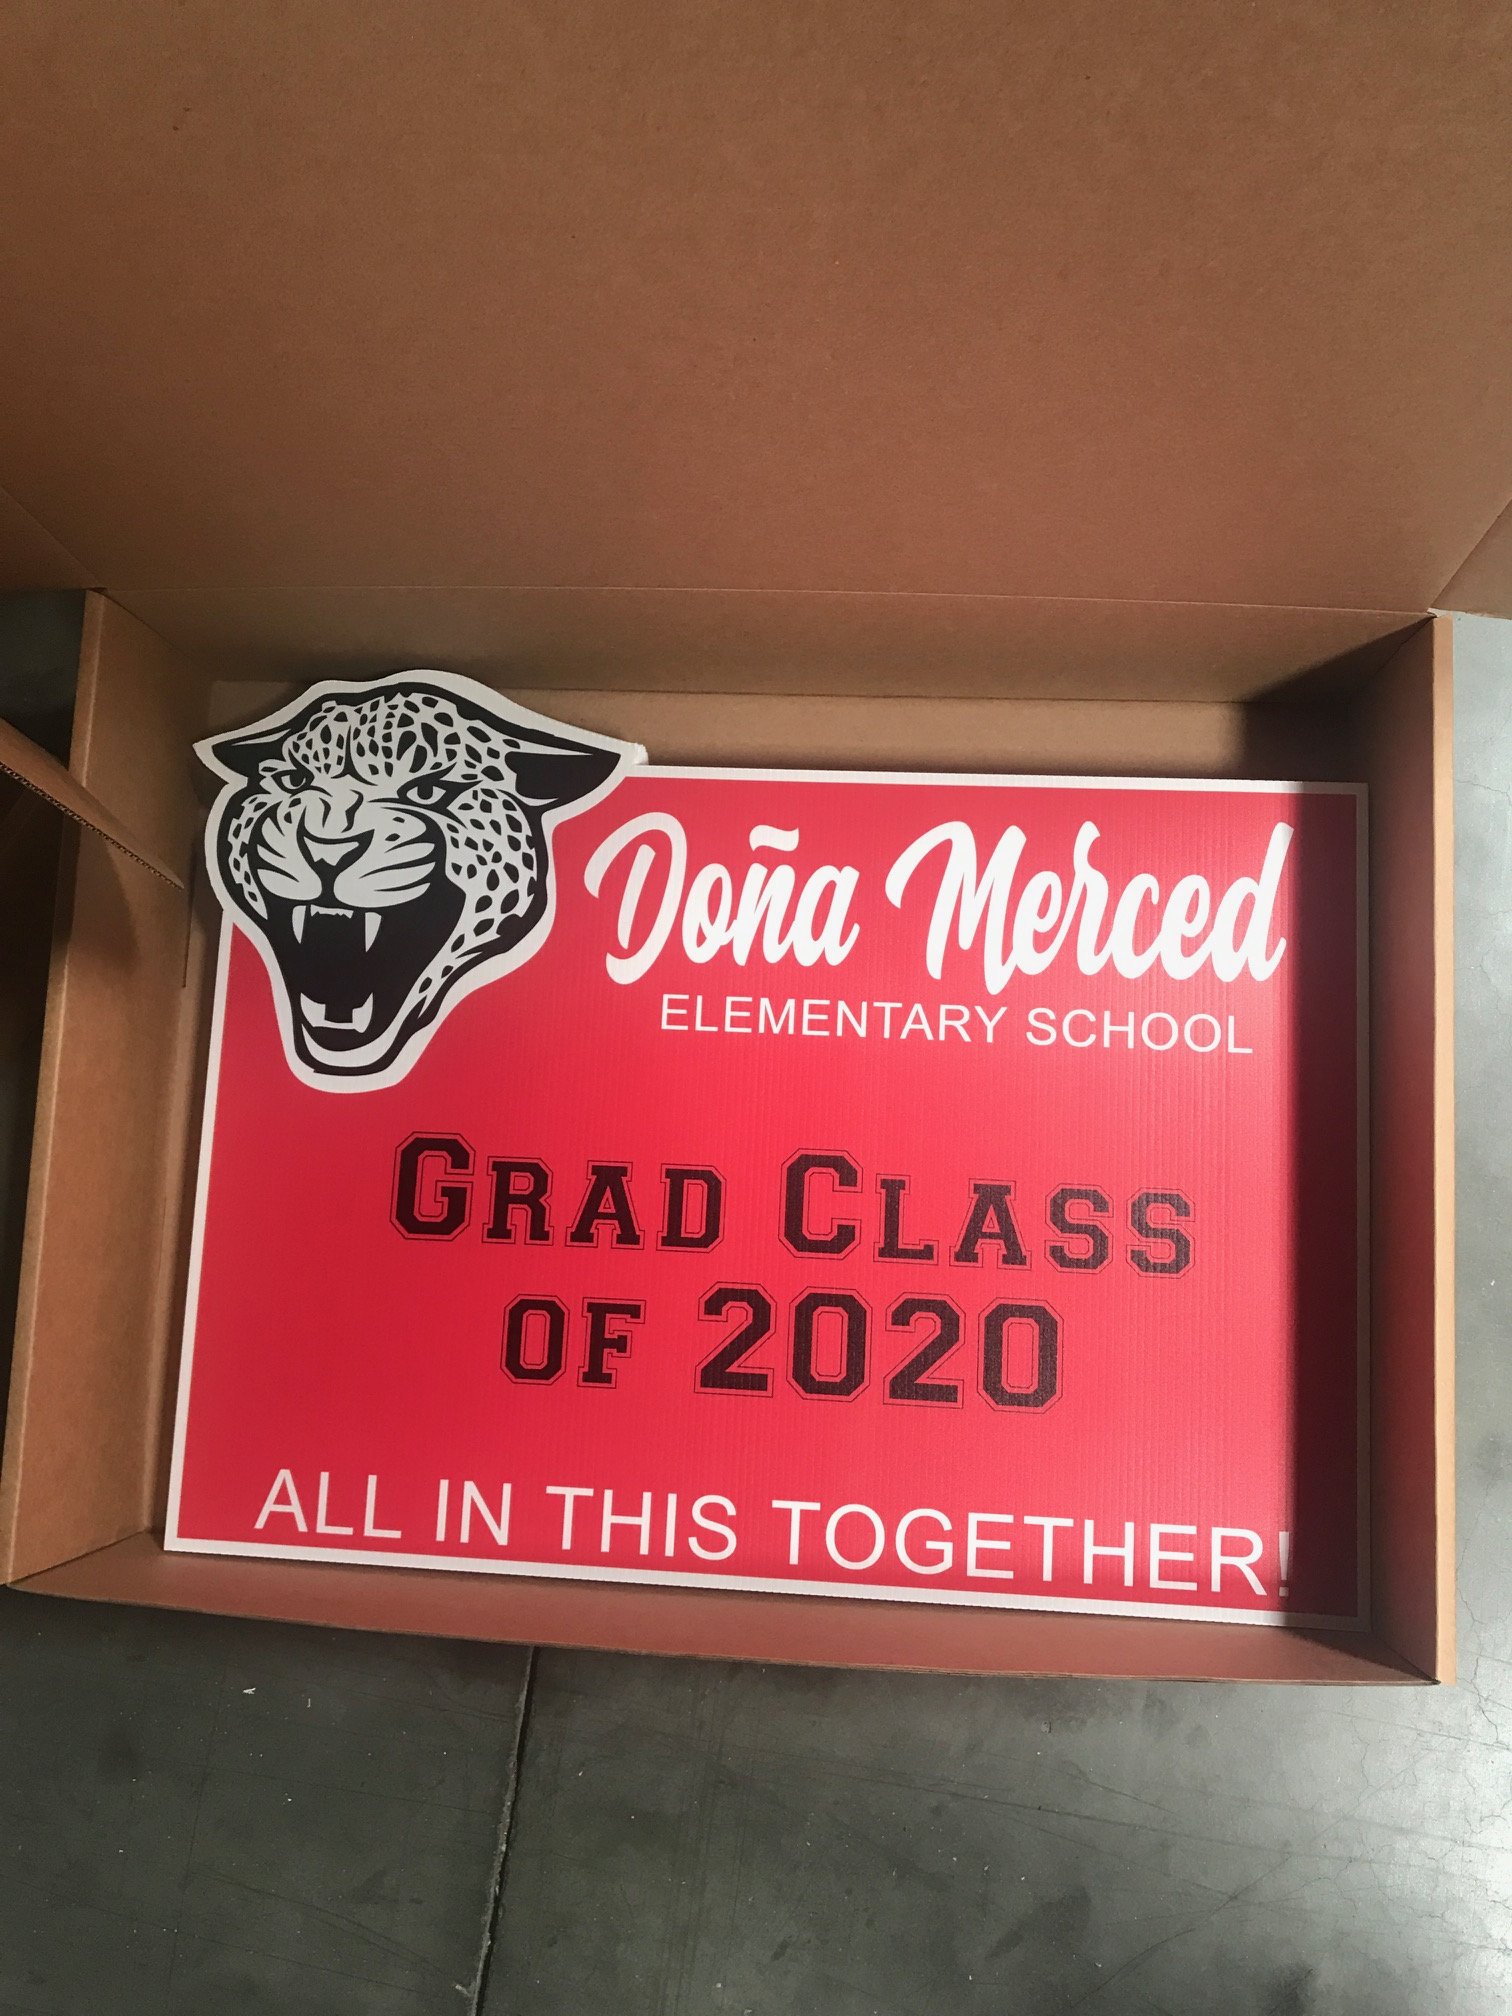 Doña Merced
ELEMENTARY SCHOOL
GRAD CLASS
OF 2020
ALL IN THIS TOGETHER!